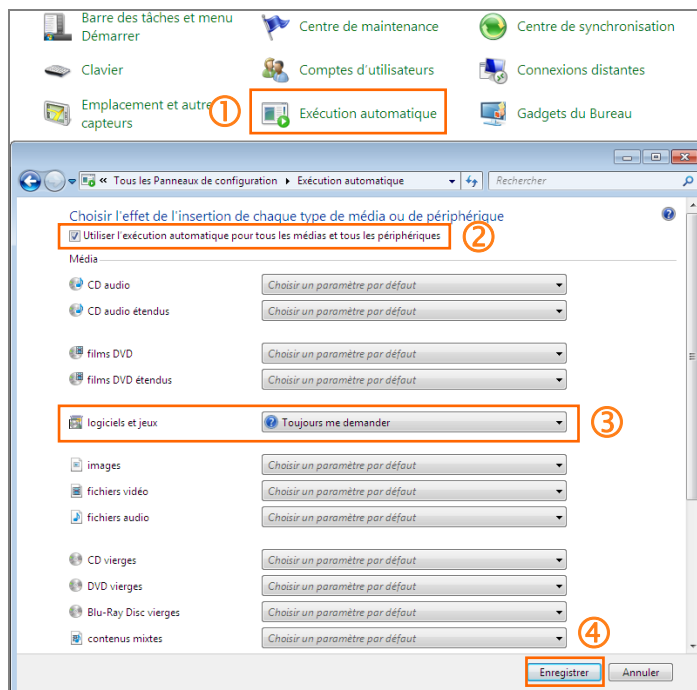 Barre des tâches et menu
Démarrer
Centre de maintenance
Centre de synchronisation
Clavier
Comptes d'utilisateurs
Connexions distantes
Emplacement et autre
capteurs
1
Exécution automatique
Gadgets du Bureau
« Tous les Panneaux de configuration Exécution automatique
Rechercher
Choisir l'effet de l'insertion de chaque type de média ou de périphérique
Utiliser l'exécution automatique pour tous les médias et tous les périphériques
2
Média
CD audio Choisir un paramètre par défaut
CD audio étendus Choisir un paramètre par défaut
films DVD Choisir un paramètre par défaut
films DVD étendus Choisir un paramètre par défaut
logiciels et jeux Toujours me demander
3
images Choisir un paramètre par défaut
fichiers vidéo Choisir un paramètre par défaut
fichiers audio Choisir un paramètre par défaut
CD vierges Choisir un paramètre par défaut
DVD vierges Choisir un paramètre par défaut
Blu-Ray Disc vierges Choisir un paramètre par défaut
contenus mixtes Choisir un paramètre par défaut
4
Enregistrer Annuler